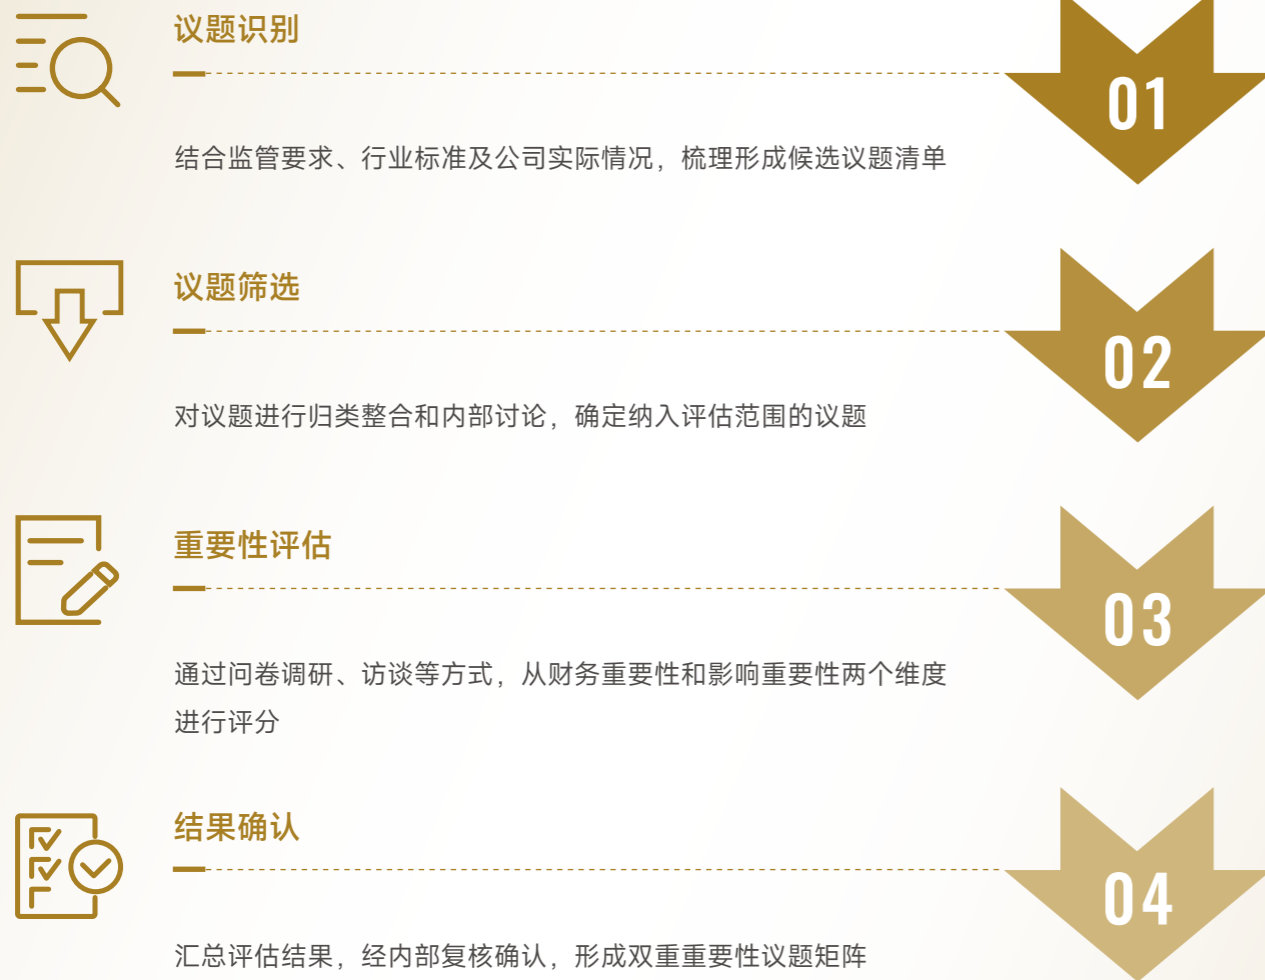 议题识别
01
结合监管要求、行业标准及公司实际情况，梳理形成候选议题清单
议题筛选
02
对议题进行归类整合和内部讨论，确定纳入评估范围的议题
重要性评估
03
通过问卷调研、访谈等方式，从财务重要性和影响重要性两个维度
进行评分
结果确认
04
汇总评估结果，经内部复核确认，形成双重重要性议题矩阵